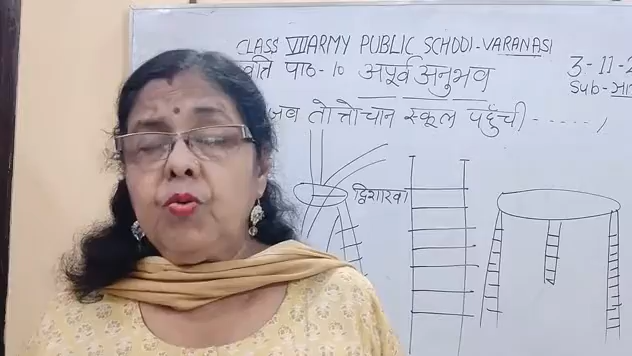 CLASS VII ARMY PUBLIC SCHOOL-VARANASI
पाठ-10 अपूर्व अनुभव 3-11-2
Sub-
जब तोत्तोचान स्कूल पहुँची ------,
द्विशाखा